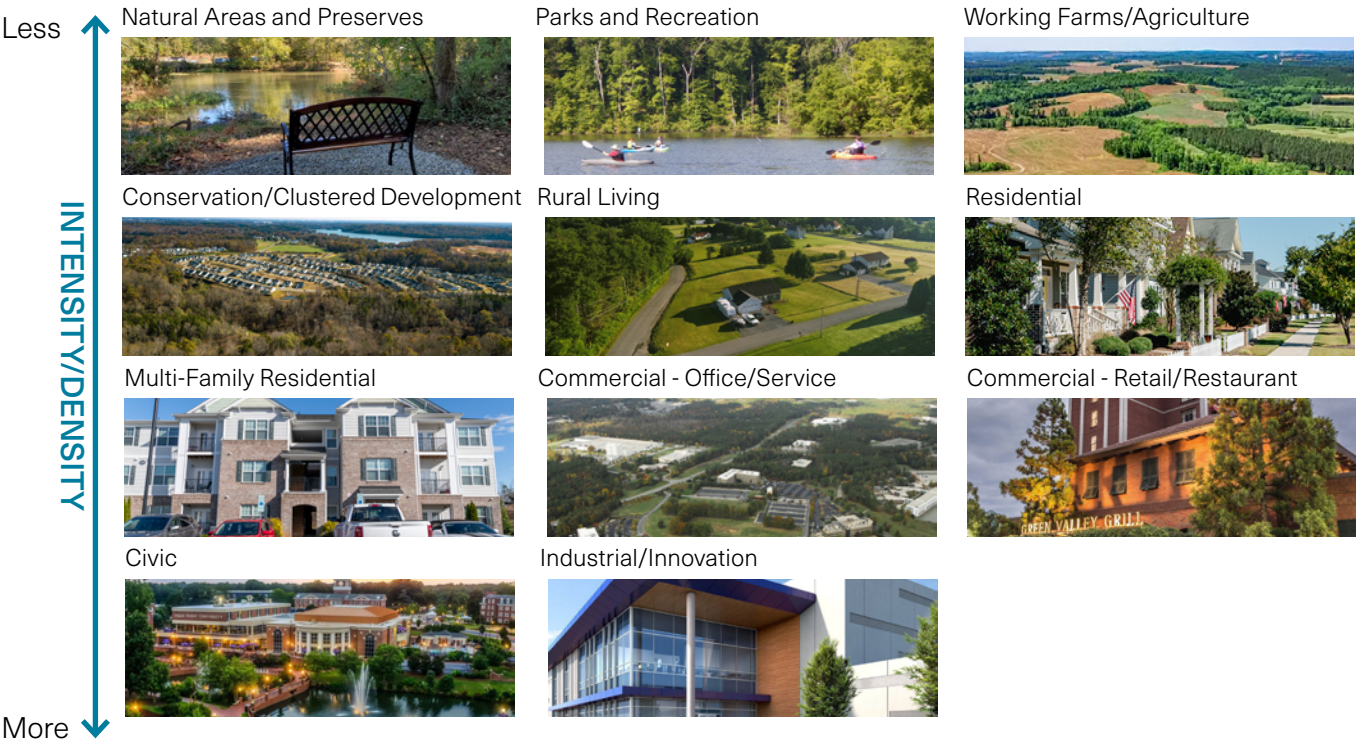 Less
Natural Areas and Preserves
Parks and Recreation
Working Farms/Agriculture
INTENSITY/DENSITY
Conservation/Clustered Development
Rural Living
Residential
Multi-Family Residential
Commercial - Office/Service
Commercial - Retail/Restaurant
GREEN VALLEY GRILL
Civic
Industrial/Innovation
More